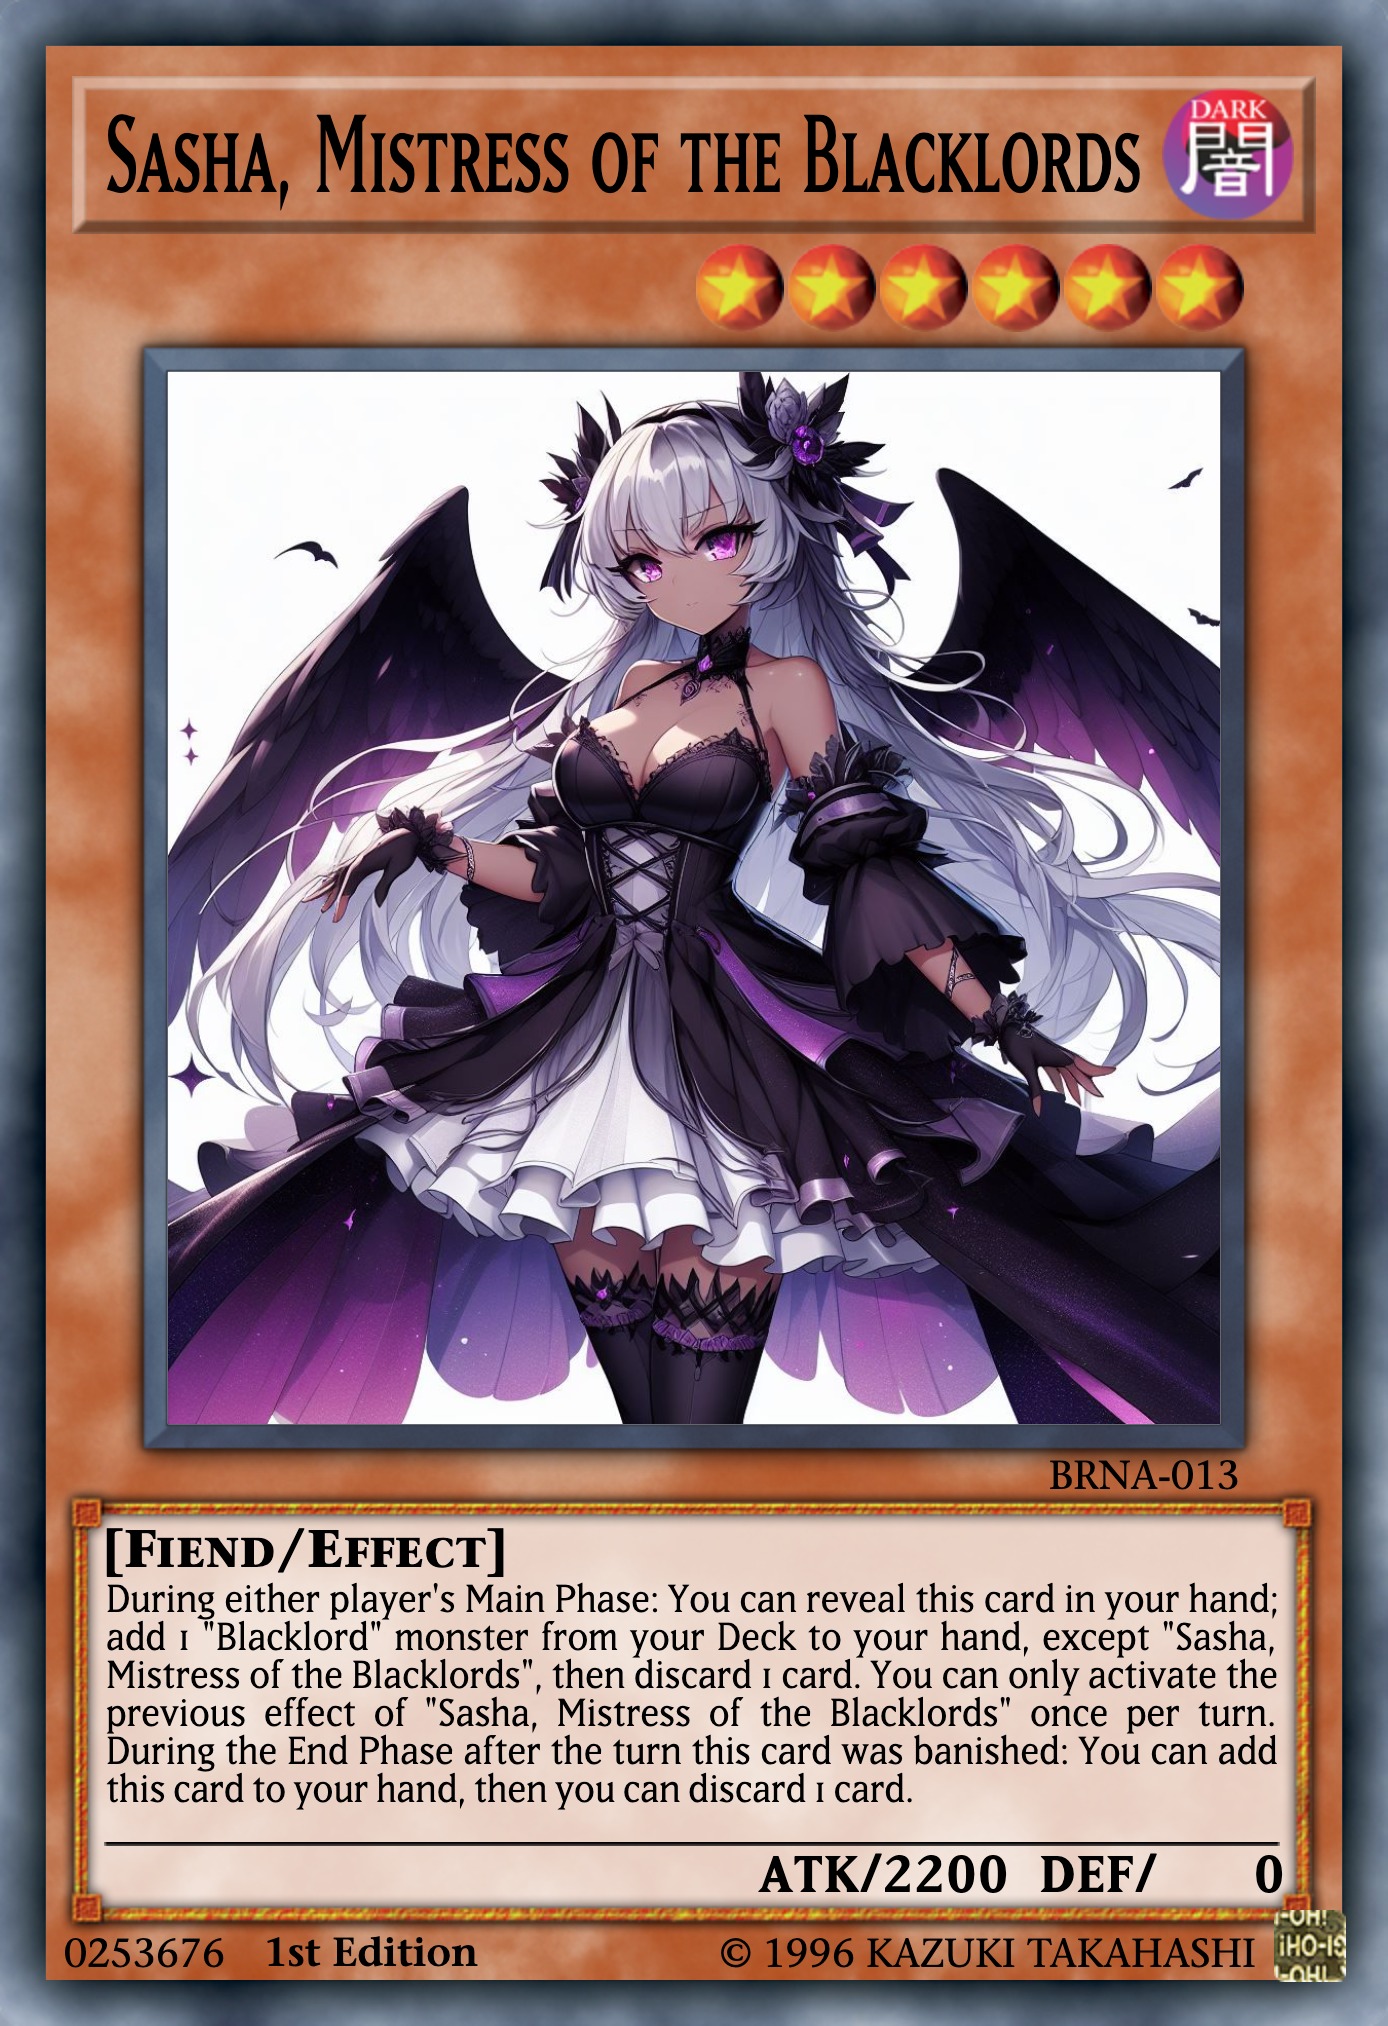 Sasha, Mistress of the Blacklords
DARK
闇
BRNA-013
[Fiend/Effect]
During either player's Main Phase: You can reveal this card in your hand;
add 1 "Blacklord" monster from your Deck to your hand, except "Sasha,
Mistress of the Blacklords", then discard 1 card. You can only activate the
previous effect of "Sasha, Mistress of the Blacklords" once per turn.
During the End Phase after the turn this card was banished: You can add
this card to your hand, then you can discard 1 card.
ATK/2200 DEF/ 0
0253676 1st Edition © 1996 KAZUKI TAKAHASHI